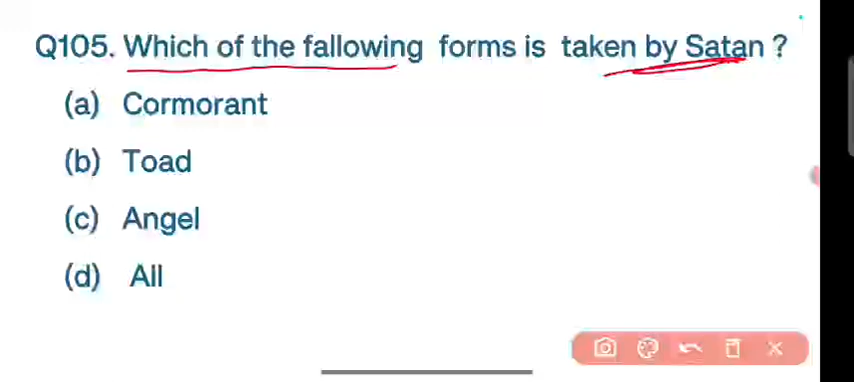 Q105. Which of the fallowing forms is taken by Satan ?
(a) Cormorant
(b) Toad
(c) Angel
(d) All